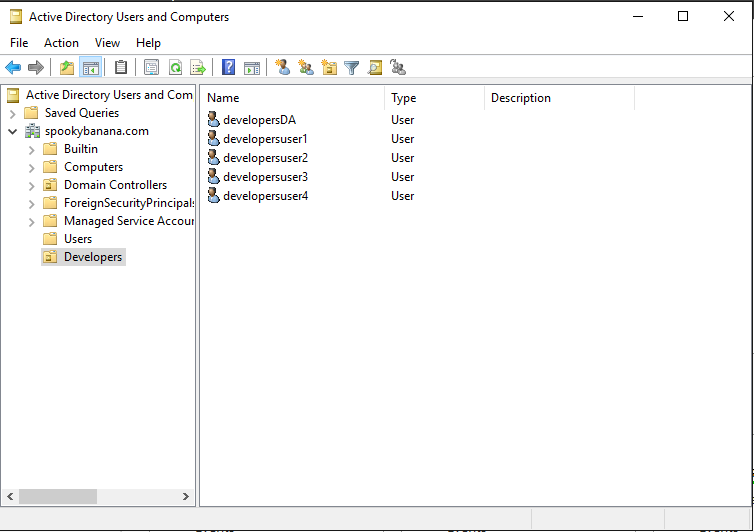 Active Directory Users and Computers
File Action View Help
Active Directory Users and Com
Saved Queries
spookybanana.com
Builtin
Computers
Domain Controllers
ForeignSecurityPrincipals
Managed Service Accour
Users
Developers
Name Type Description
developersDA User
developersuser1 User
developersuser2 User
developersuser3 User
developersuser4 User